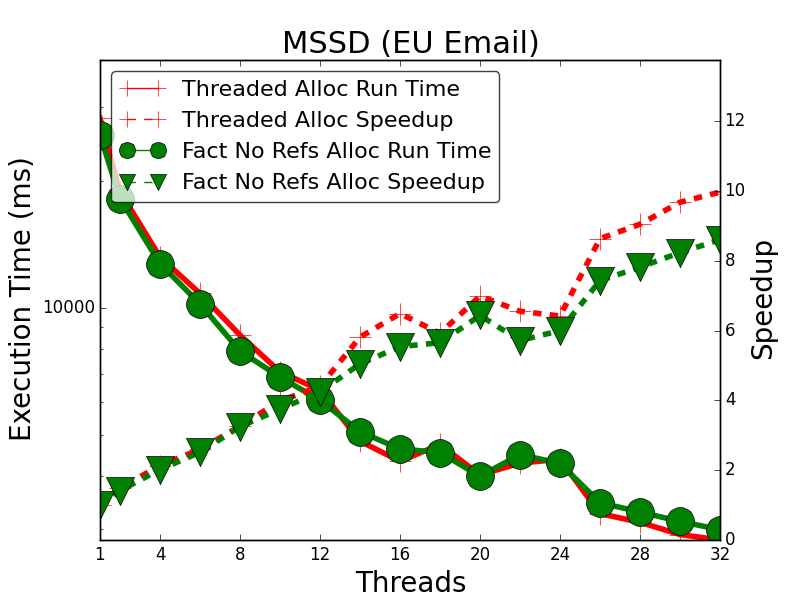 MSSD (EU Email)
Threaded Alloc Run Time
Threaded Alloc Speedup
Fact No Refs Alloc Run Time
Fact No Refs Alloc Speedup
Execution Time (ms)
10000
12
10
8
6
4
2
0
Speedup
1 4 8 12 16 20 24 28 32
Threads